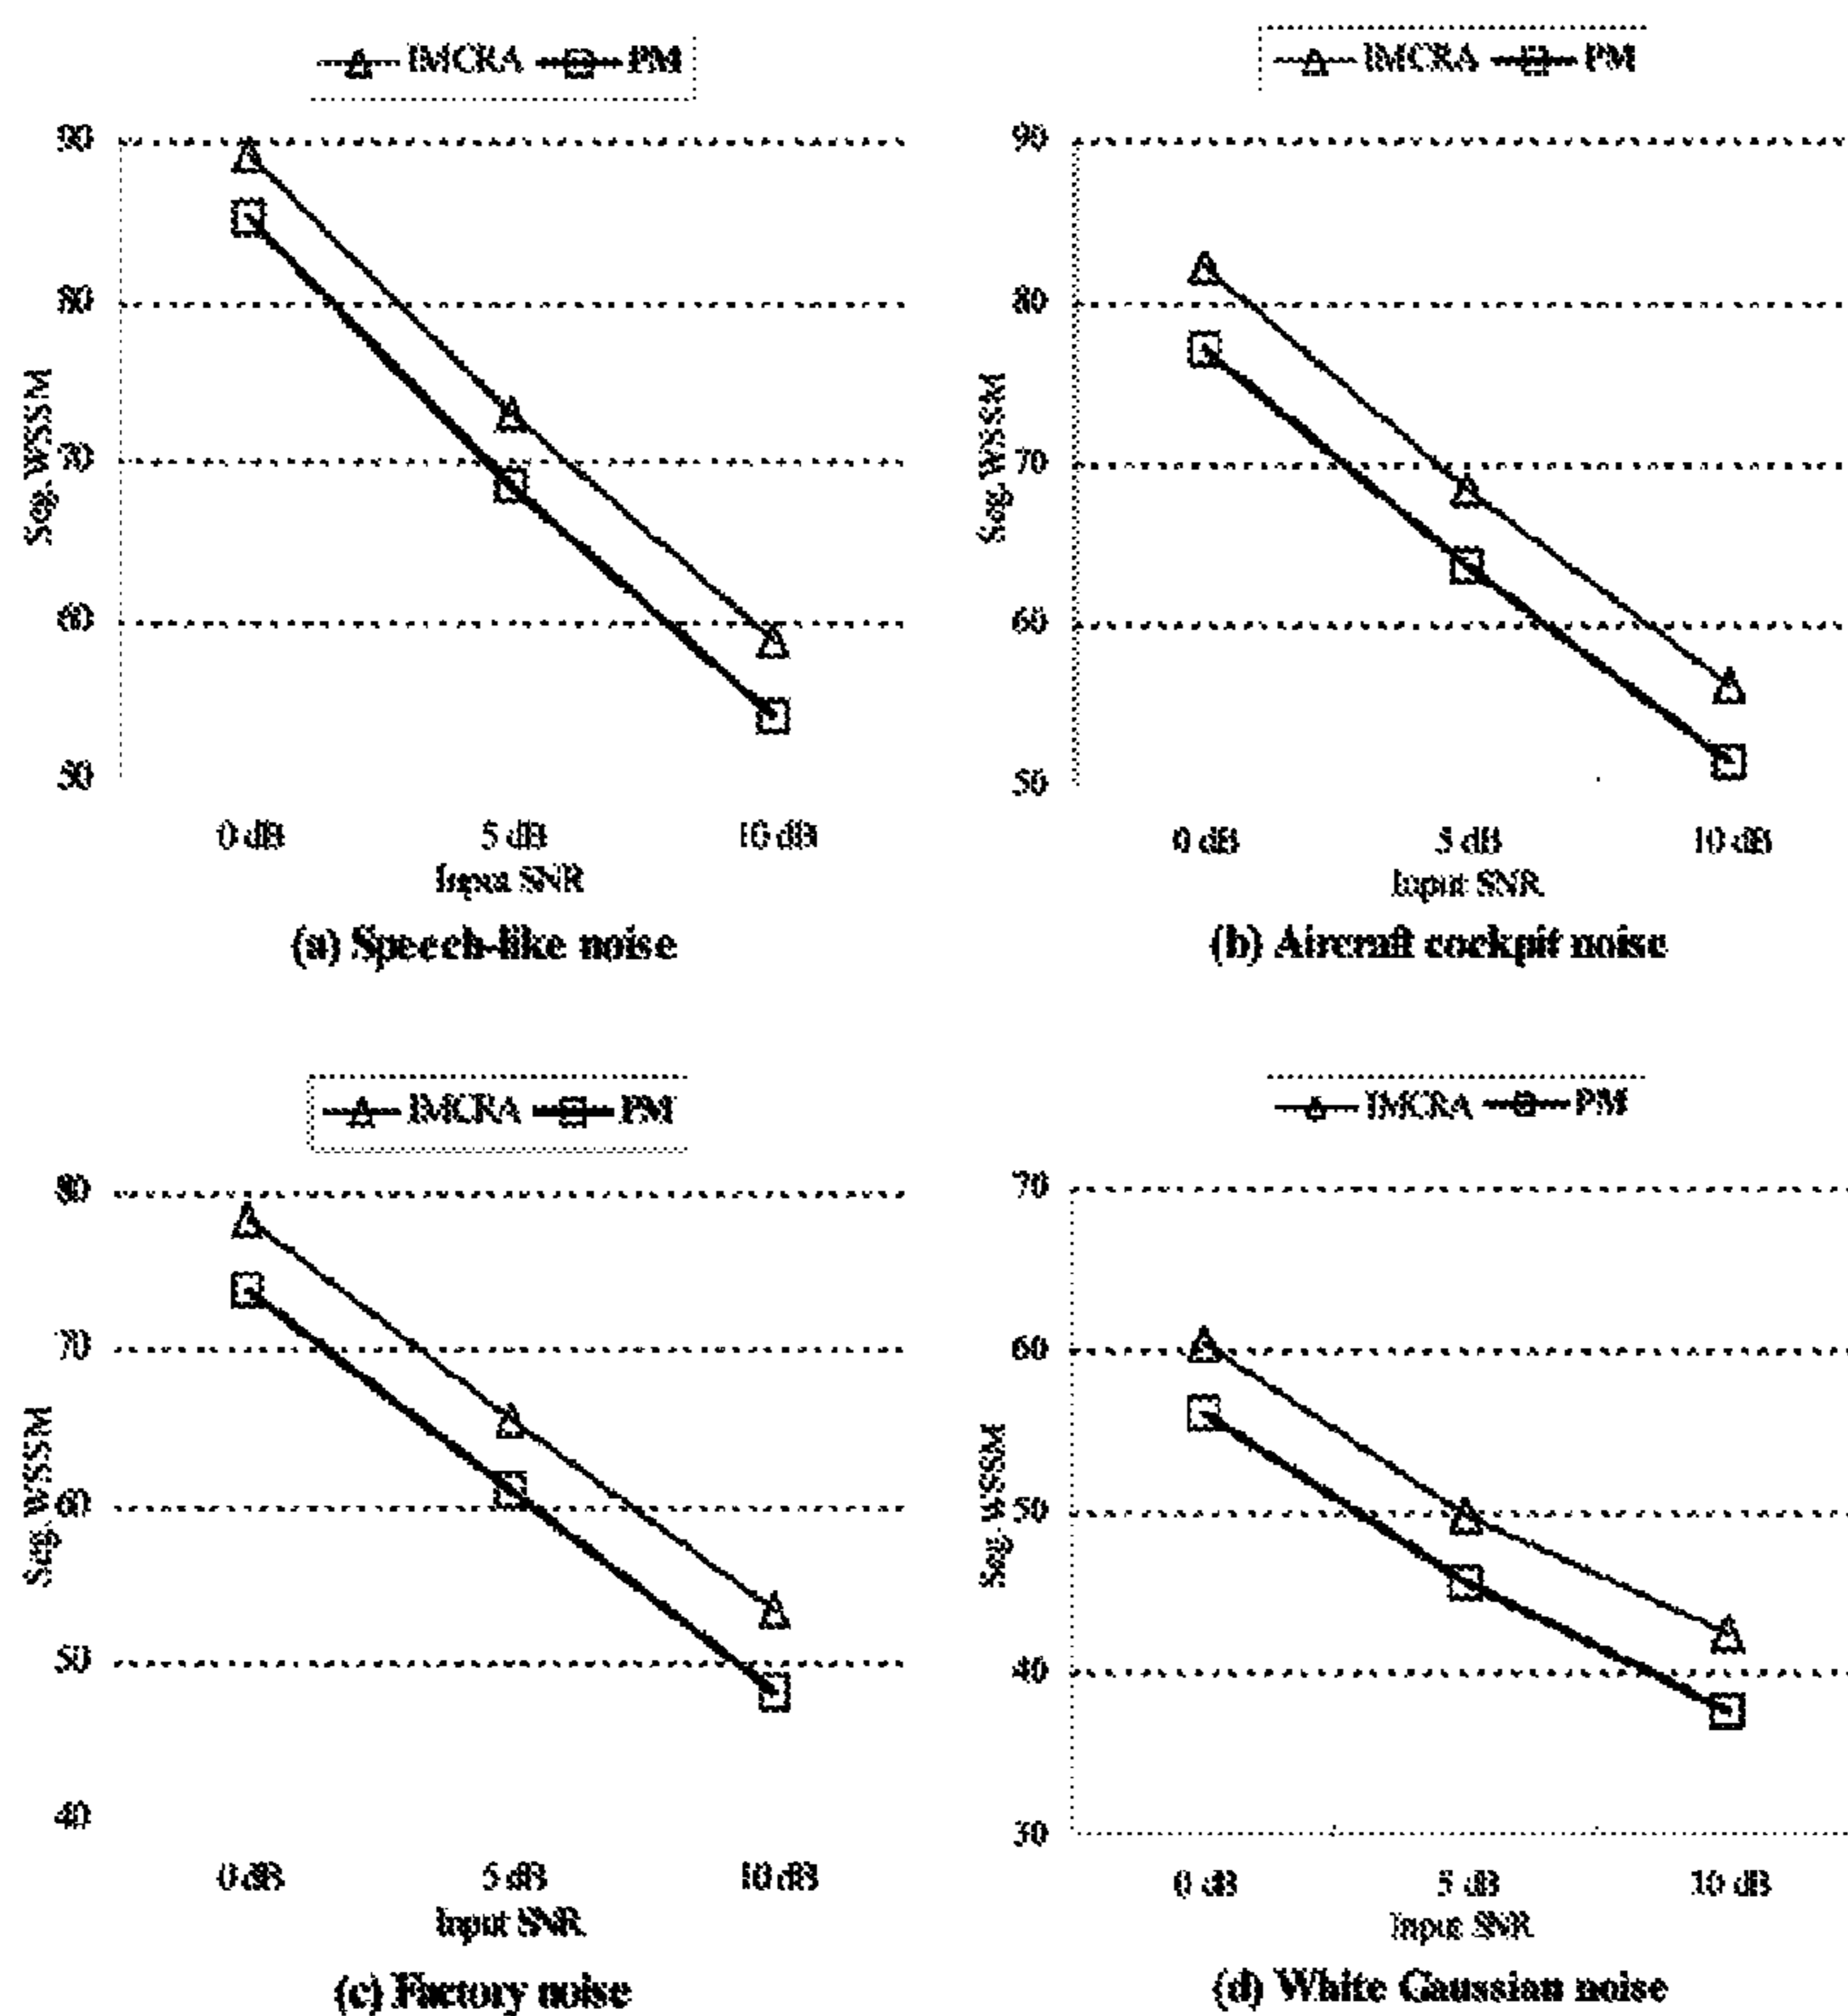 IMCRA PM
90
80
70
60
50
Seg.WSSM
0 dB 5 dB 10 dB
Input SNR
(a) Speech-like noise
IMCRA PM
90
80
70
60
50
Seg.WSSM
0 dB 5 dB 10 dB
Input SNR
(b) Aircraft cockpit noise
IMCRA PM
80
70
60
50
40
Seg.WSSM
0 dB 5 dB 10 dB
Input SNR
(c) Factory noise
IMCRA PM
70
60
50
40
30
Seg.WSSM
0 dB 5 dB 10 dB
Input SNR
(d) White Gaussian noise